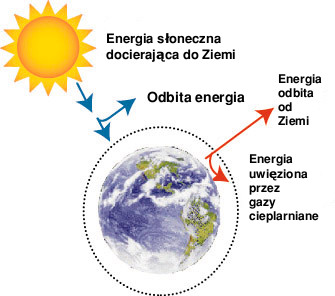 Energia słoneczna
docierająca do Ziemi
Odbita energia
Energia
odbita
od
Ziemi
Energia
uwięziona
przez
gazy
cieplarniane